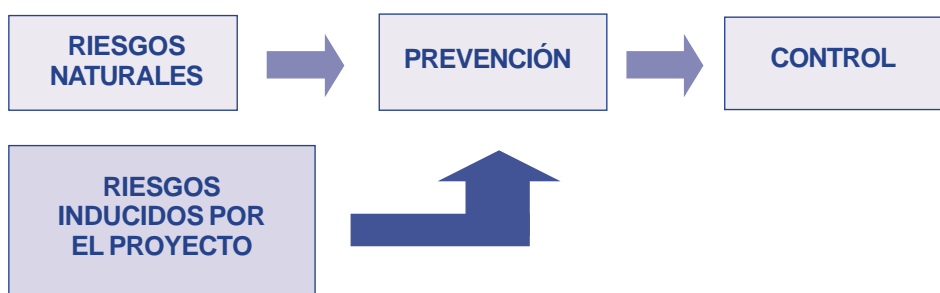 RIESGOS
NATURALES
PREVENCIÓN
CONTROL
RIESGOS
INDUCIDOS POR
EL PROYECTO